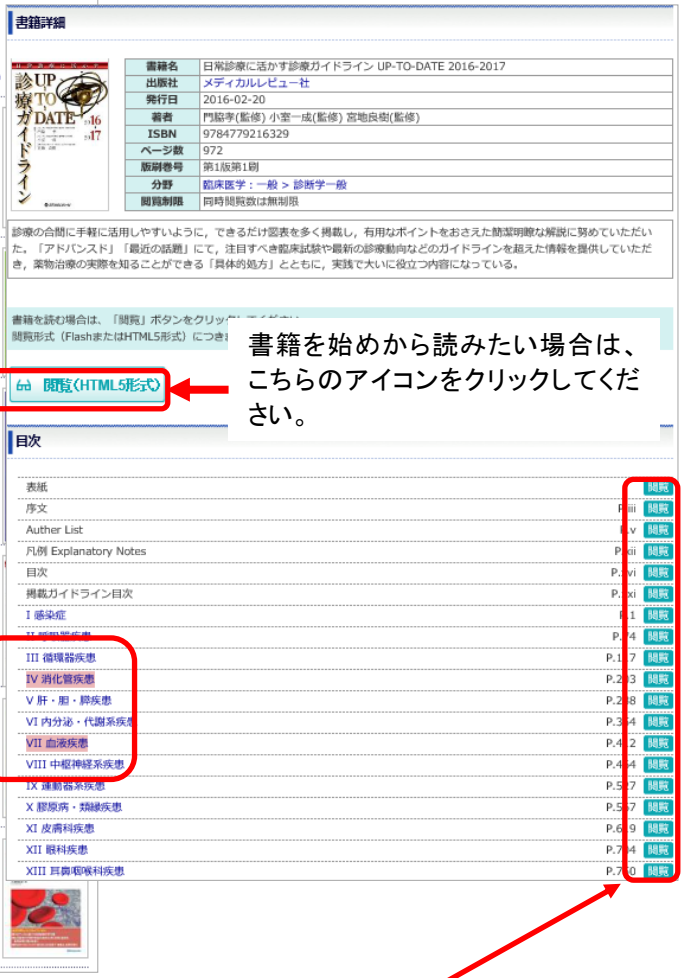 書籍詳細
診療ガイドライン
UP
TO
DATE
2016
2017
書籍名 日常診療に活かす診療ガイドライン UP-TO-DATE 2016-2017
出版社 メディカルレビュー社
発行日 2016-02-20
著者 門脇孝(監修) 小室一成(監修) 宮地良樹(監修)
ISBN 9784779216329
ページ数 972
版刷巻号 第1版第1刷
分野 臨床医学：一般 > 診断学一般
閲覧制限 同時閲覧数は無制限
診療の合間に手軽に活用しやすいように，できるだけ図表を多く掲載し，有用なポイントをおさえた簡潔明瞭な解説に努めていただい
た。「アドバンスド」「最近の話題」にて，注目すべき臨床試験や最新の診療動向などのガイドラインを超えた情報を提供していただ
き，薬物治療の実際を知ることができる「具体的処方」とともに，実践で大いに役立つ内容になっている。
書籍を読む場合は、「閲覧」ボタンをクリッ
閲覧形式（FlashまたはHTML5形式）につきま
書籍を始めから読みたい場合は、
こちらのアイコンをクリックしてくだ
さい。
閲覧(HTML5形式)
目次
表紙 閲覧
序文 iii 閲覧
Auther List v 閲覧
凡例 Explanatory Notes 閲覧
目次 閲覧
掲載ガイドライン目次 閲覧
I 感染症 P.1 閲覧
閲覧
III 循環器疾患 閲覧
IV 消化管疾患 閲覧
V 肝・胆・膵疾患 閲覧
VI 内分泌・代謝系疾患 閲覧
VII 血液疾患 閲覧
VIII 中枢神経系疾患 閲覧
IX 運動器系疾患 閲覧
X 膠原病・類縁疾患 閲覧
XI 皮膚科疾患 閲覧
XII 眼科疾患 閲覧
XIII 耳鼻咽喉科疾患 閲覧